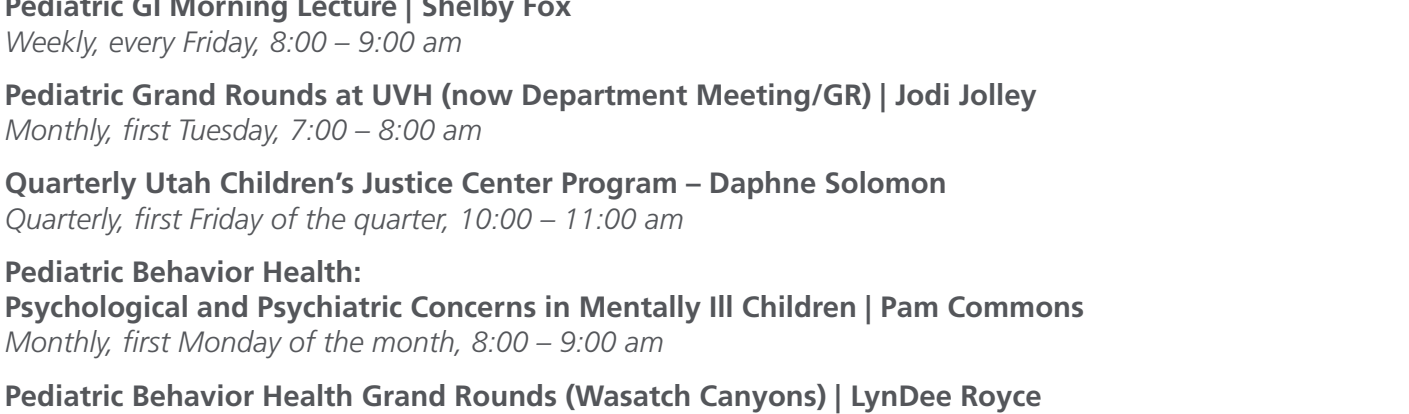 Pediatric GI Morning Lecture | Shelby Fox
Weekly, every Friday, 8:00 – 9:00 am
Pediatric Grand Rounds at UVH (now Department Meeting/GR) | Jodi Jolley
Monthly, first Tuesday, 7:00 – 8:00 am
Quarterly Utah Children’s Justice Center Program – Daphne Solomon
Quarterly, first Friday of the quarter, 10:00 – 11:00 am
Pediatric Behavior Health:
Psychological and Psychiatric Concerns in Mentally Ill Children | Pam Commons
Monthly, first Monday of the month, 8:00 – 9:00 am
Pediatric Behavior Health Grand Rounds (Wasatch Canyons) | LynDee Royce